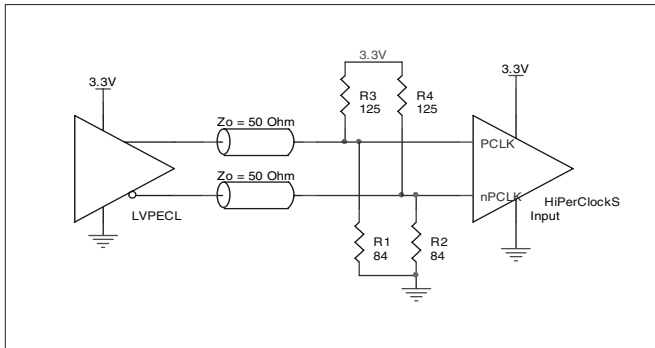 3.3V
3.3V
3.3V
R3
125
R4
125
Zo = 50 Ohm
PCLK
Zo = 50 Ohm
nPCLK
HiPerClockS
Input
LVPECL
R1
84
R2
84